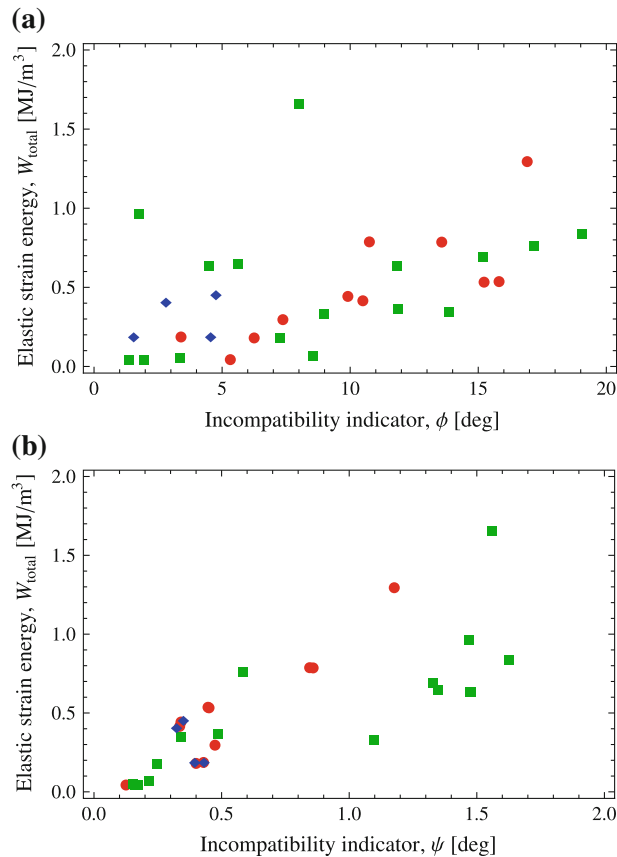 (a)
Elastic strain energy, W_total [MJ/m³]
2.0
1.5
1.0
0.5
0.0
0 5 10 15 20
Incompatibility indicator, ϕ [deg]
(b)
Elastic strain energy, W_total [MJ/m³]
2.0
1.5
1.0
0.5
0.0
0.0 0.5 1.0 1.5 2.0
Incompatibility indicator, ψ [deg]